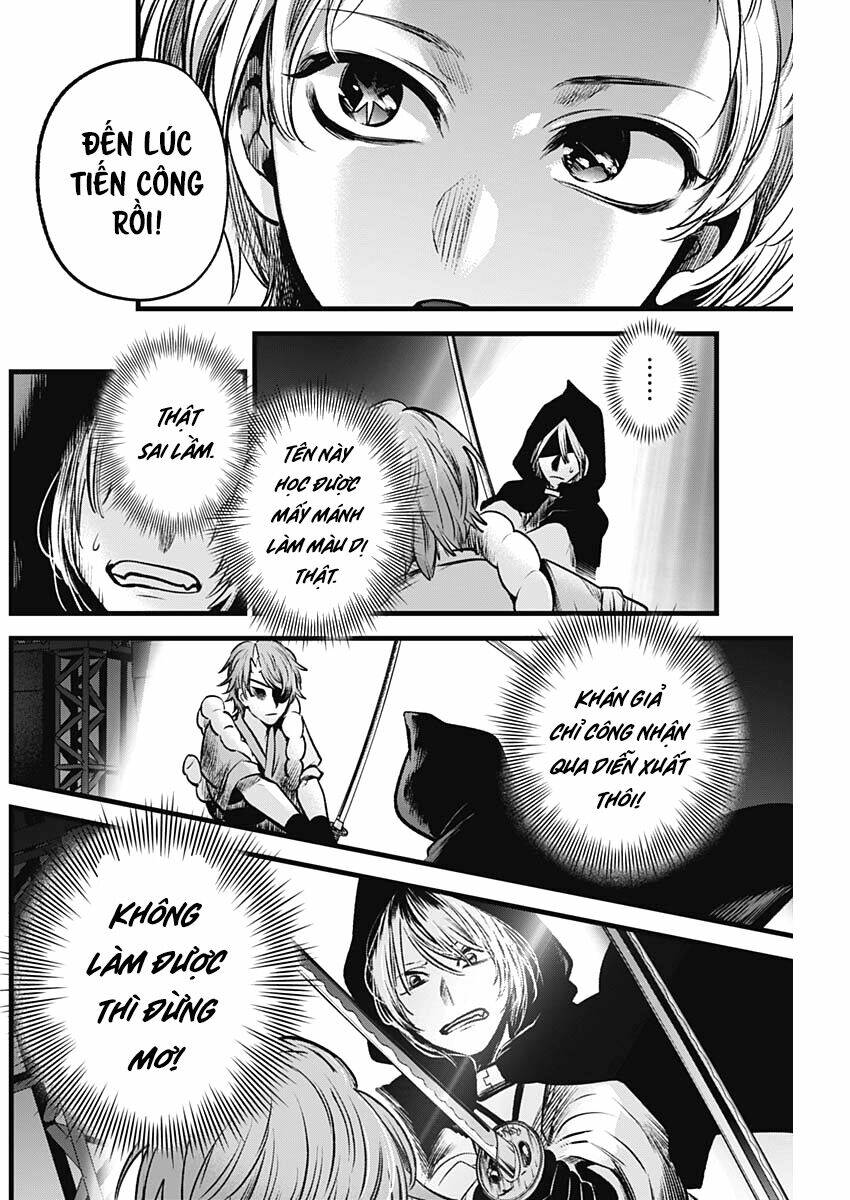 ĐẾN LÚC
TIẾN CÔNG
RỒI!
......
TÊN NÀY
HỌC ĐƯỢC
MẤY MÁNH
LÀM MÀU DỊ
THẬT.
THẬT
SAI LẦM.
KHÁN GIẢ
CHỈ CÔNG NHẬN
QUA DIỄN XUẤT
THÔI!
KHÔNG
LÀM ĐƯỢC
THÌ ĐỪNG
MƠ!